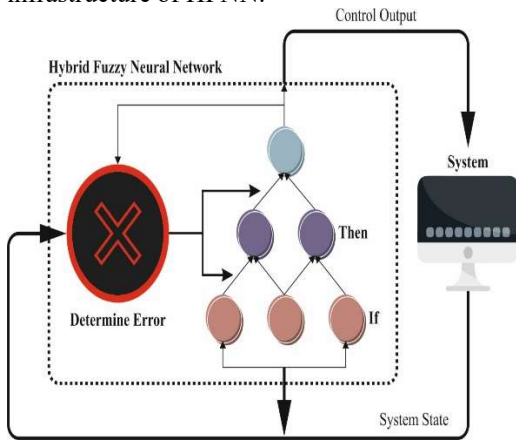 infrastructure of HFNN.
Control Output
Hybrid Fuzzy Neural Network
System
Then
Determine Error
If
System State